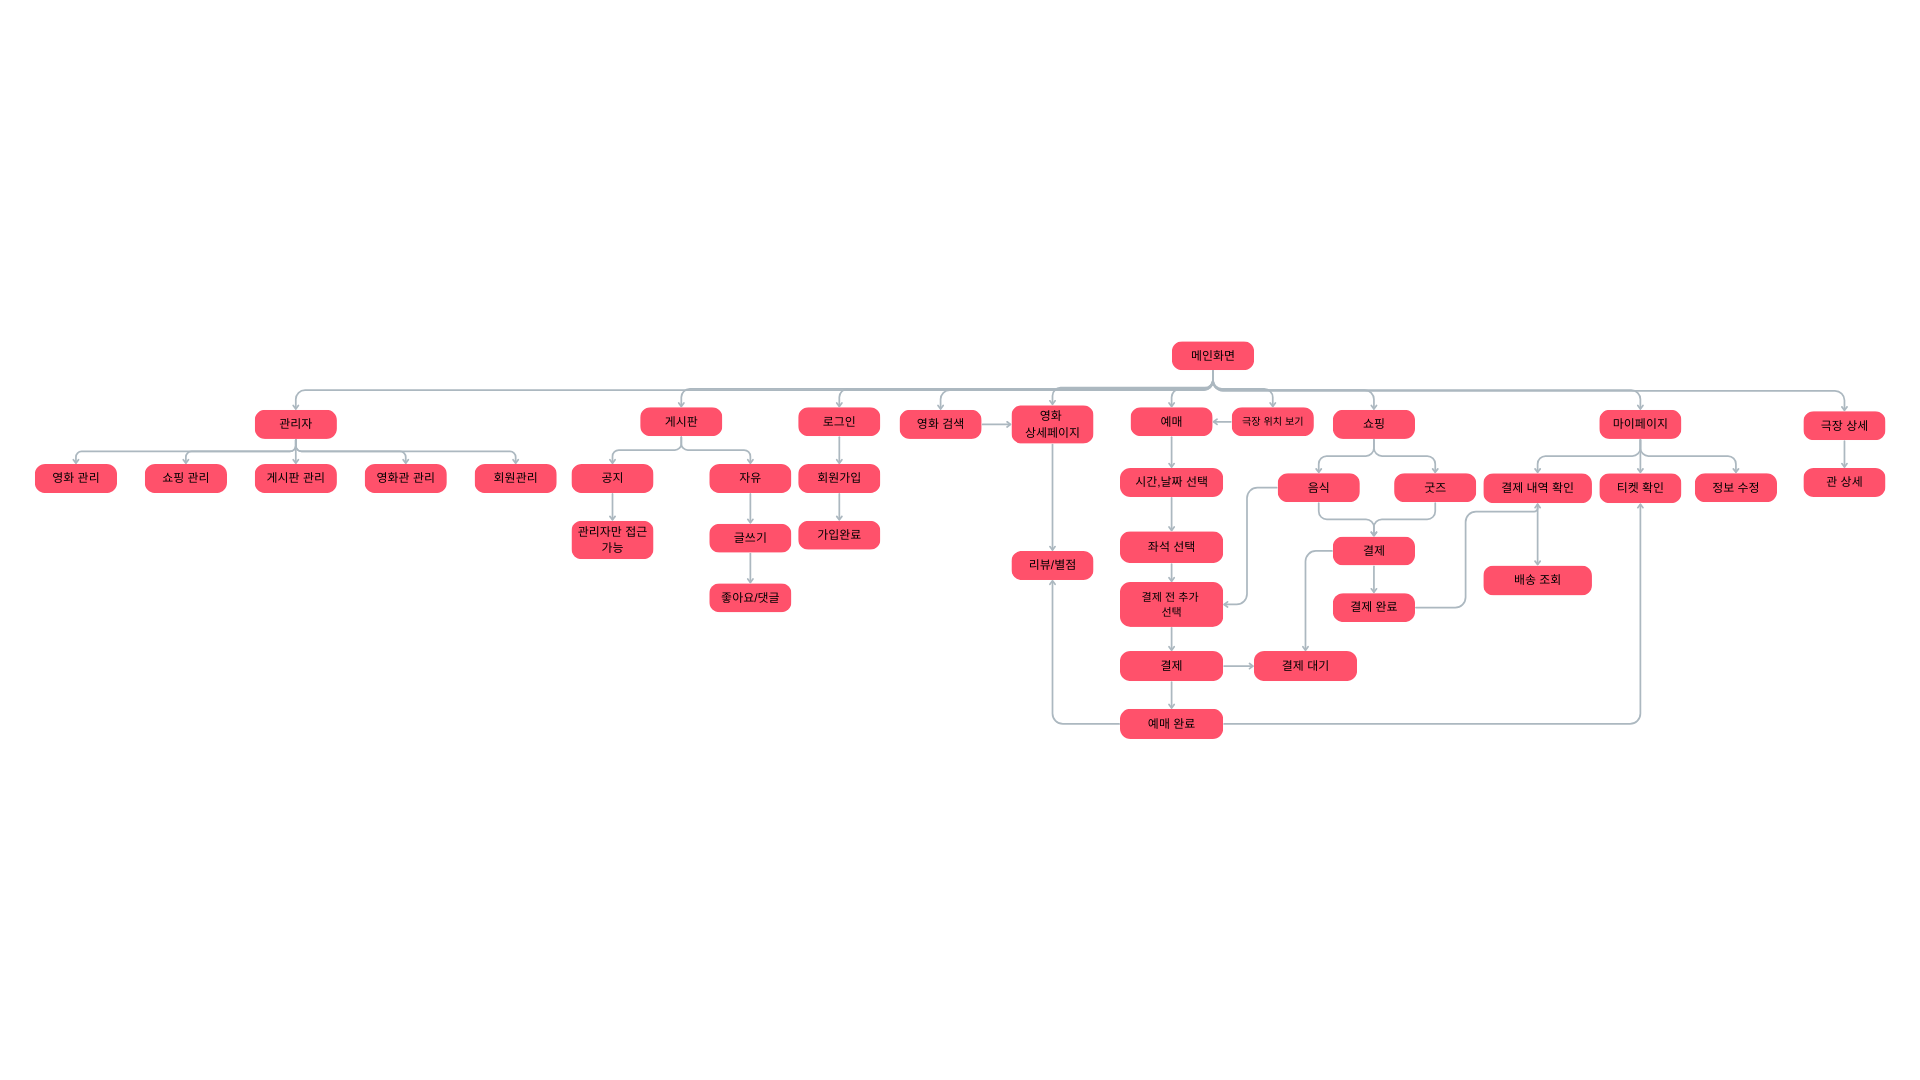 메인화면
관리자
게시판
로그인
영화 검색
영화
상세페이지
예매
극장 위치 보기
쇼핑
마이페이지
극장 상세
영화 관리
쇼핑 관리
게시판 관리
영화관 관리
회원관리
공지
자유
회원가입
시간,날짜 선택
음식
굿즈
결제 내역 확인
티켓 확인
정보 수정
관 상세
관리자만 접근
가능
글쓰기
가입완료
좌석 선택
결제
리뷰/별점
배송 조회
좋아요/댓글
결제 전 추가
선택
결제 완료
결제
결제 대기
예매 완료